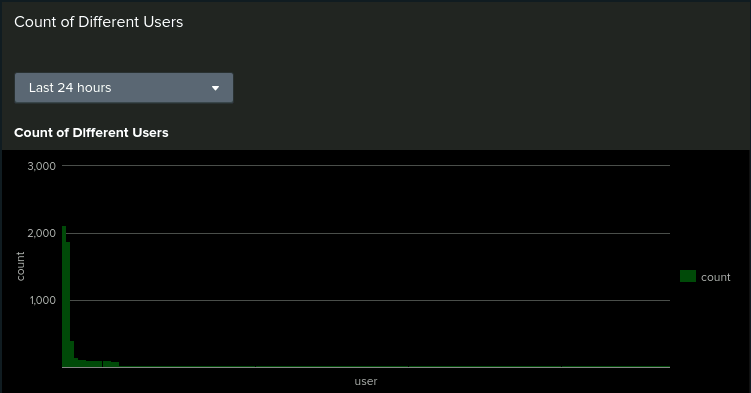 Count of Different Users
Last 24 hours
Count of Different Users
3,000
2,000
1,000
count
user
count